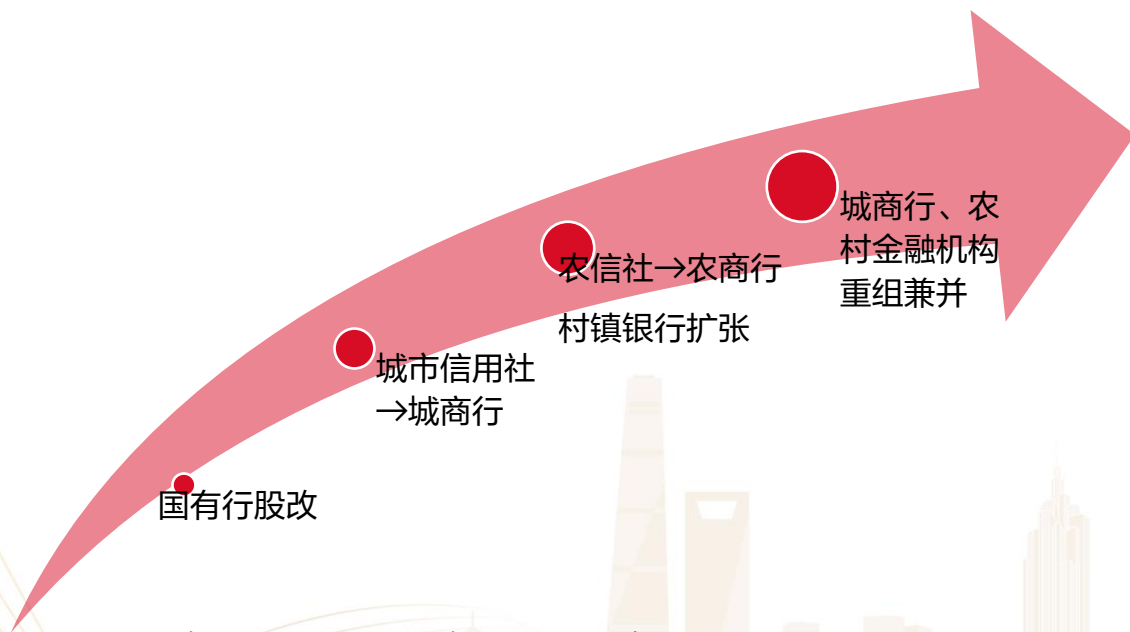 城商行、农
村金融机构
重组兼并
农信社→农商行
村镇银行扩张
城市信用社
→城商行
国有行股改